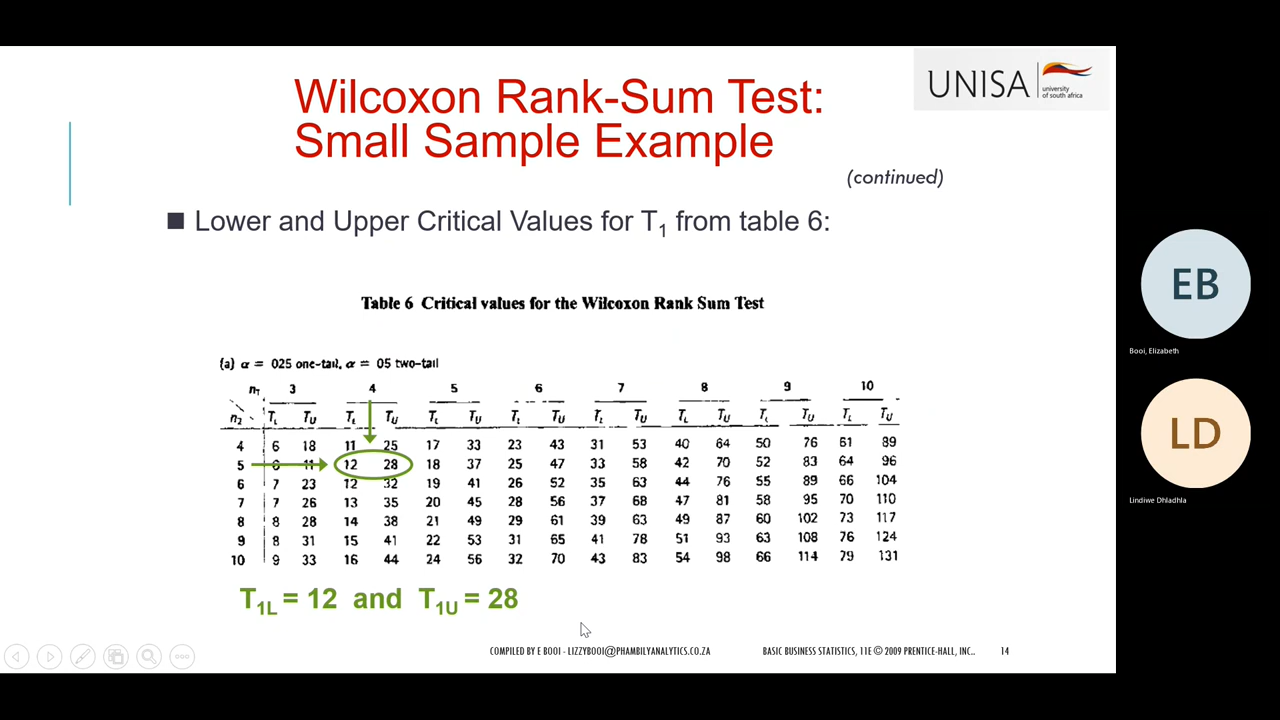 Wilcoxon Rank-Sum Test:
Small Sample Example
UNISA
university
of south africa
(continued)
■ Lower and Upper Critical Values for T1 from table 6:
Table 6 Critical values for the Wilcoxon Rank Sum Test
(a) α = 025 one-tail, α = 05 two-tail
n1 3 4 5 6 7 8 9 10
n2 TL TU TL TU TL TU TL TU TL TU TL TU TL TU TL TU
4 6 18 11 25 17 33 23 43 31 53 40 64 50 76 61 89
5 6 11 12 28 18 37 25 47 33 58 42 70 52 83 64 96
6 7 23 12 32 19 41 26 52 35 63 44 76 55 89 66 104
7 7 26 13 35 20 45 28 56 37 68 47 81 58 95 70 110
8 8 28 14 38 21 49 29 61 39 63 49 87 60 102 73 117
9 8 31 15 41 22 53 31 65 41 78 51 93 63 108 76 124
10 9 33 16 44 24 56 32 70 43 83 54 98 66 114 79 131
T1L = 12 and T1U = 28
COMPILED BY E BOOI - LIZZYBOOI@PHAMBILYANALYTICS.CO.ZA
BASIC BUSINESS STATISTICS, 11E © 2009 PRENTICE-HALL, INC..
14
EB
Booi, Elizabeth
LD
Lindiwe Dhladhla